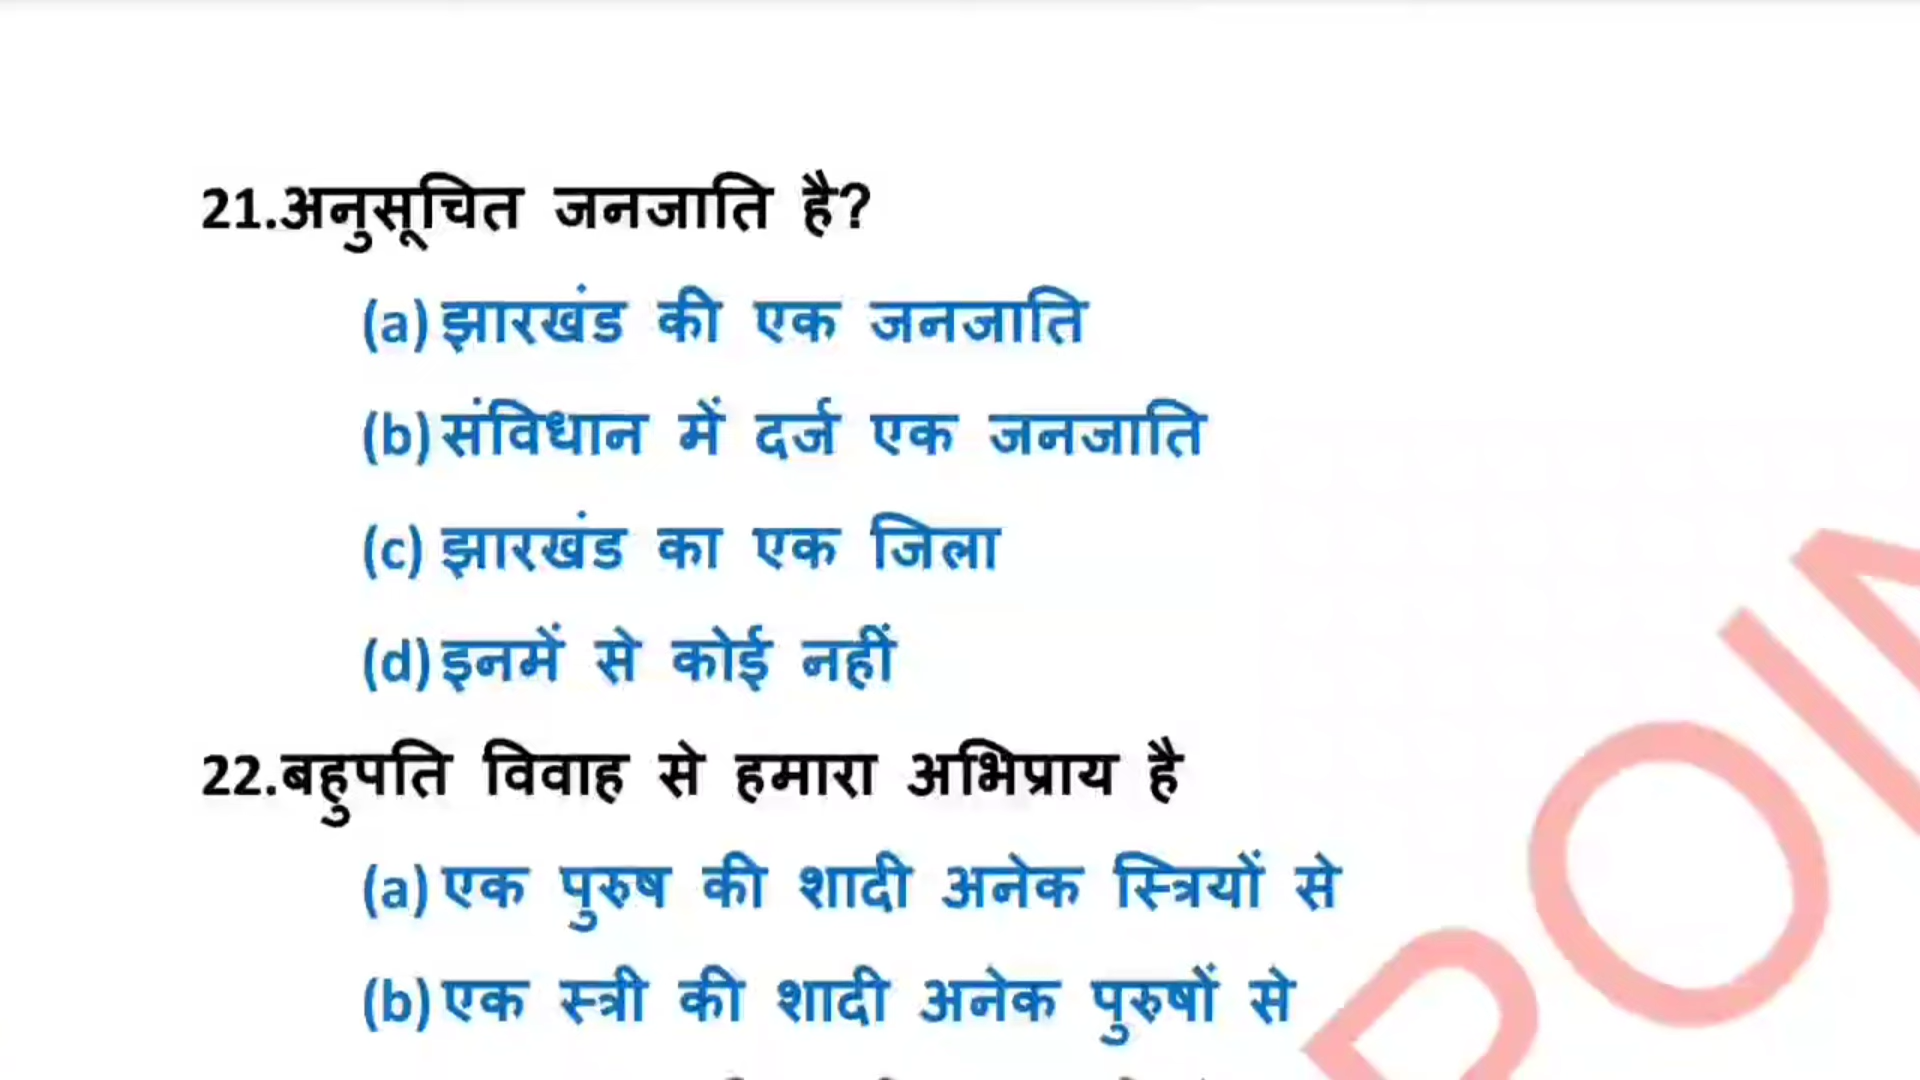 21.अनुसूचित जनजाति है?
(a) झारखंड की एक जनजाति
(b) संविधान में दर्ज एक जनजाति
(c) झारखंड का एक जिला
(d) इनमें से कोई नहीं
22.बहुपति विवाह से हमारा अभिप्राय है
(a) एक पुरुष की शादी अनेक स्त्रियों से
(b) एक स्त्री की शादी अनेक पुरुषों से